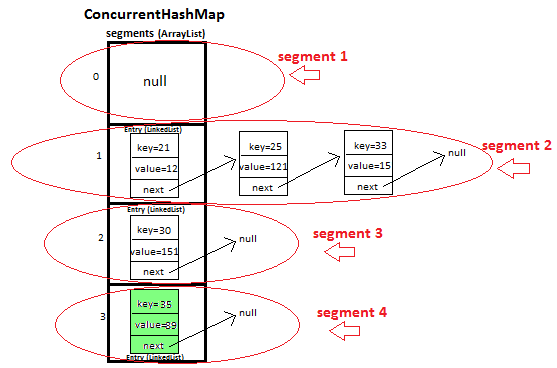 ConcurrentHashMap
segments (ArrayList)
segment 1
0
null
Entry (LinkedList)
1
key=21
value=12
next
key=25
value=121
next
key=33
value=15
next
null
segment 2
Entry (LinkedList)
2
key=30
value=151
next
null
segment 3
3
key=35
value=89
next
null
segment 4
Entry (LinkedList)